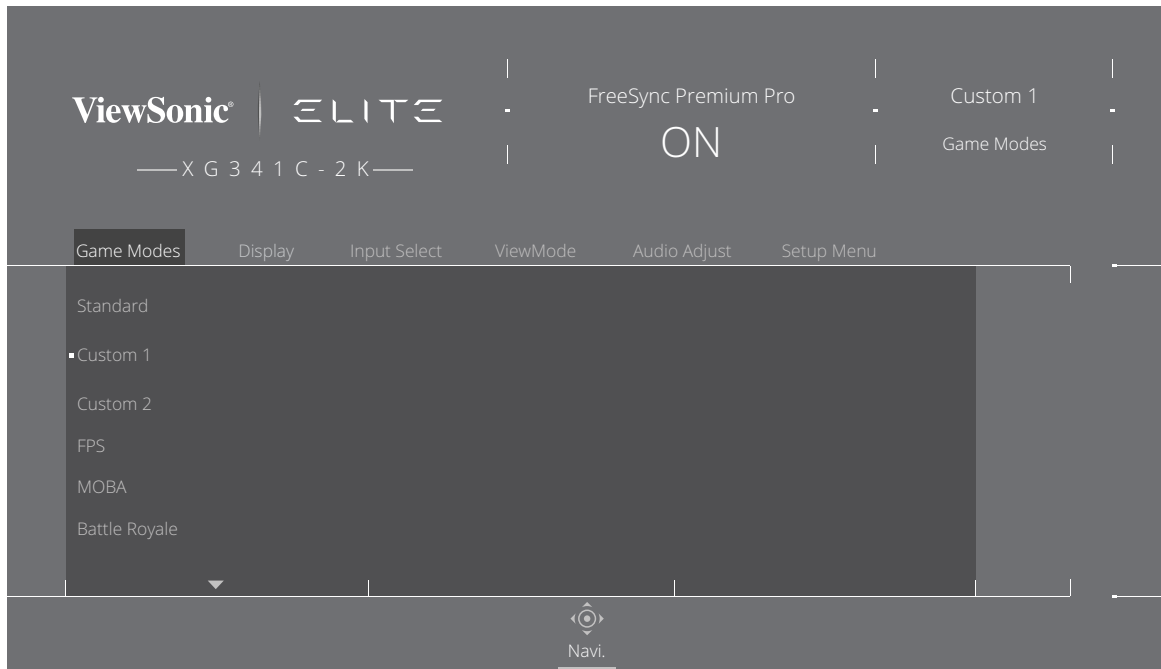 ViewSonic® ELITE
XG341C-2K
FreeSync Premium Pro
ON
Custom 1
Game Modes
Game Modes Display Input Select ViewMode Audio Adjust Setup Menu
Standard
Custom 1
Custom 2
FPS
MOBA
Battle Royale
Navi.